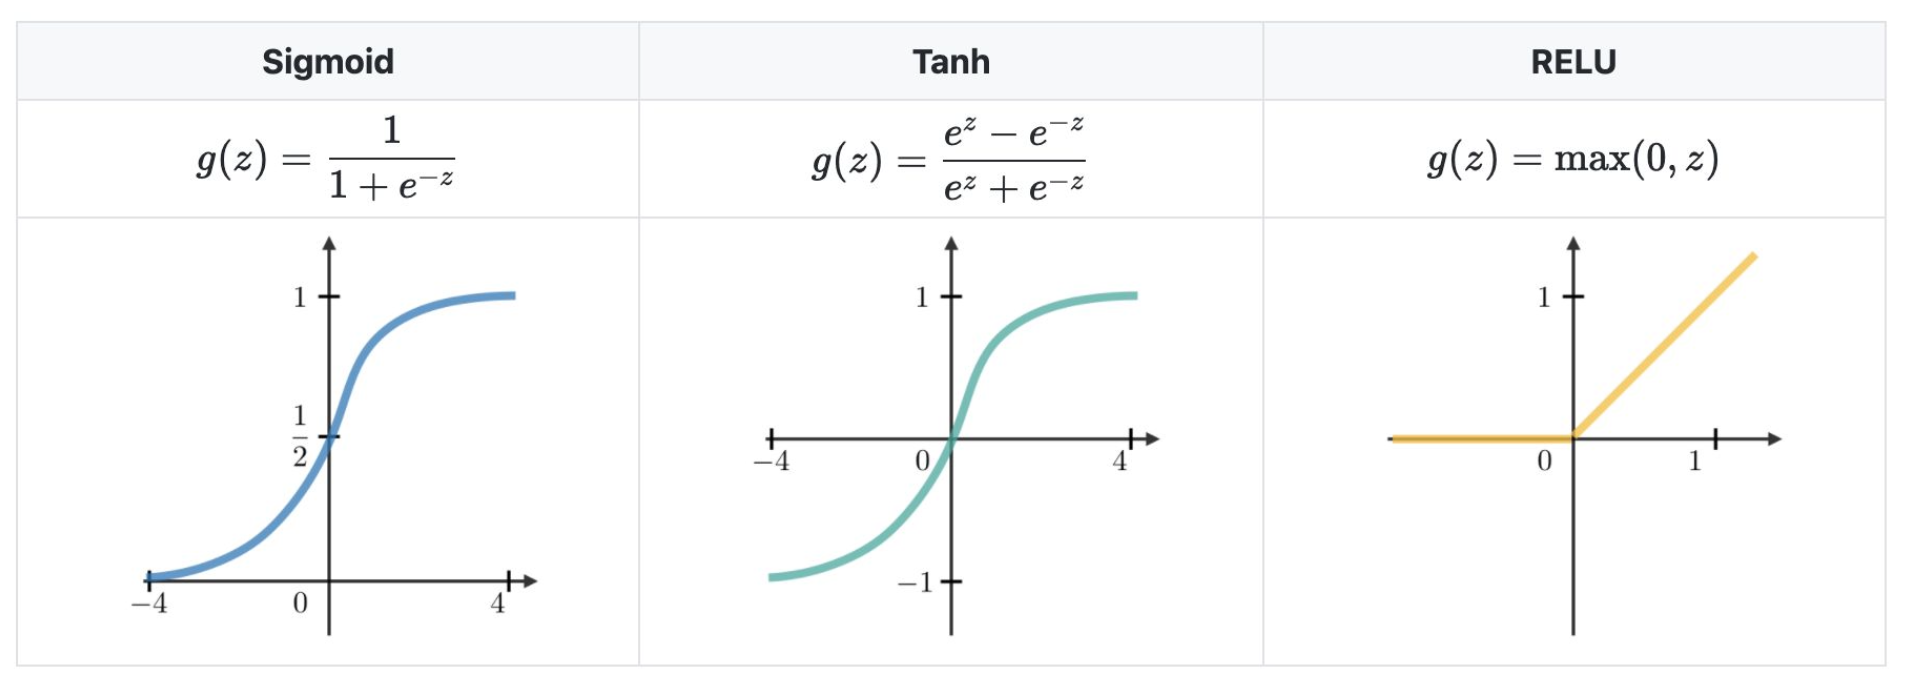 Sigmoid
Tanh
RELU
g(z) = 1 / (1 + e^{-z})
g(z) = (e^z − e^{-z}) / (e^z + e^{-z})
g(z) = max(0, z)
1
1/2
−4
0
4
1
−4
0
4
−1
1
0
1